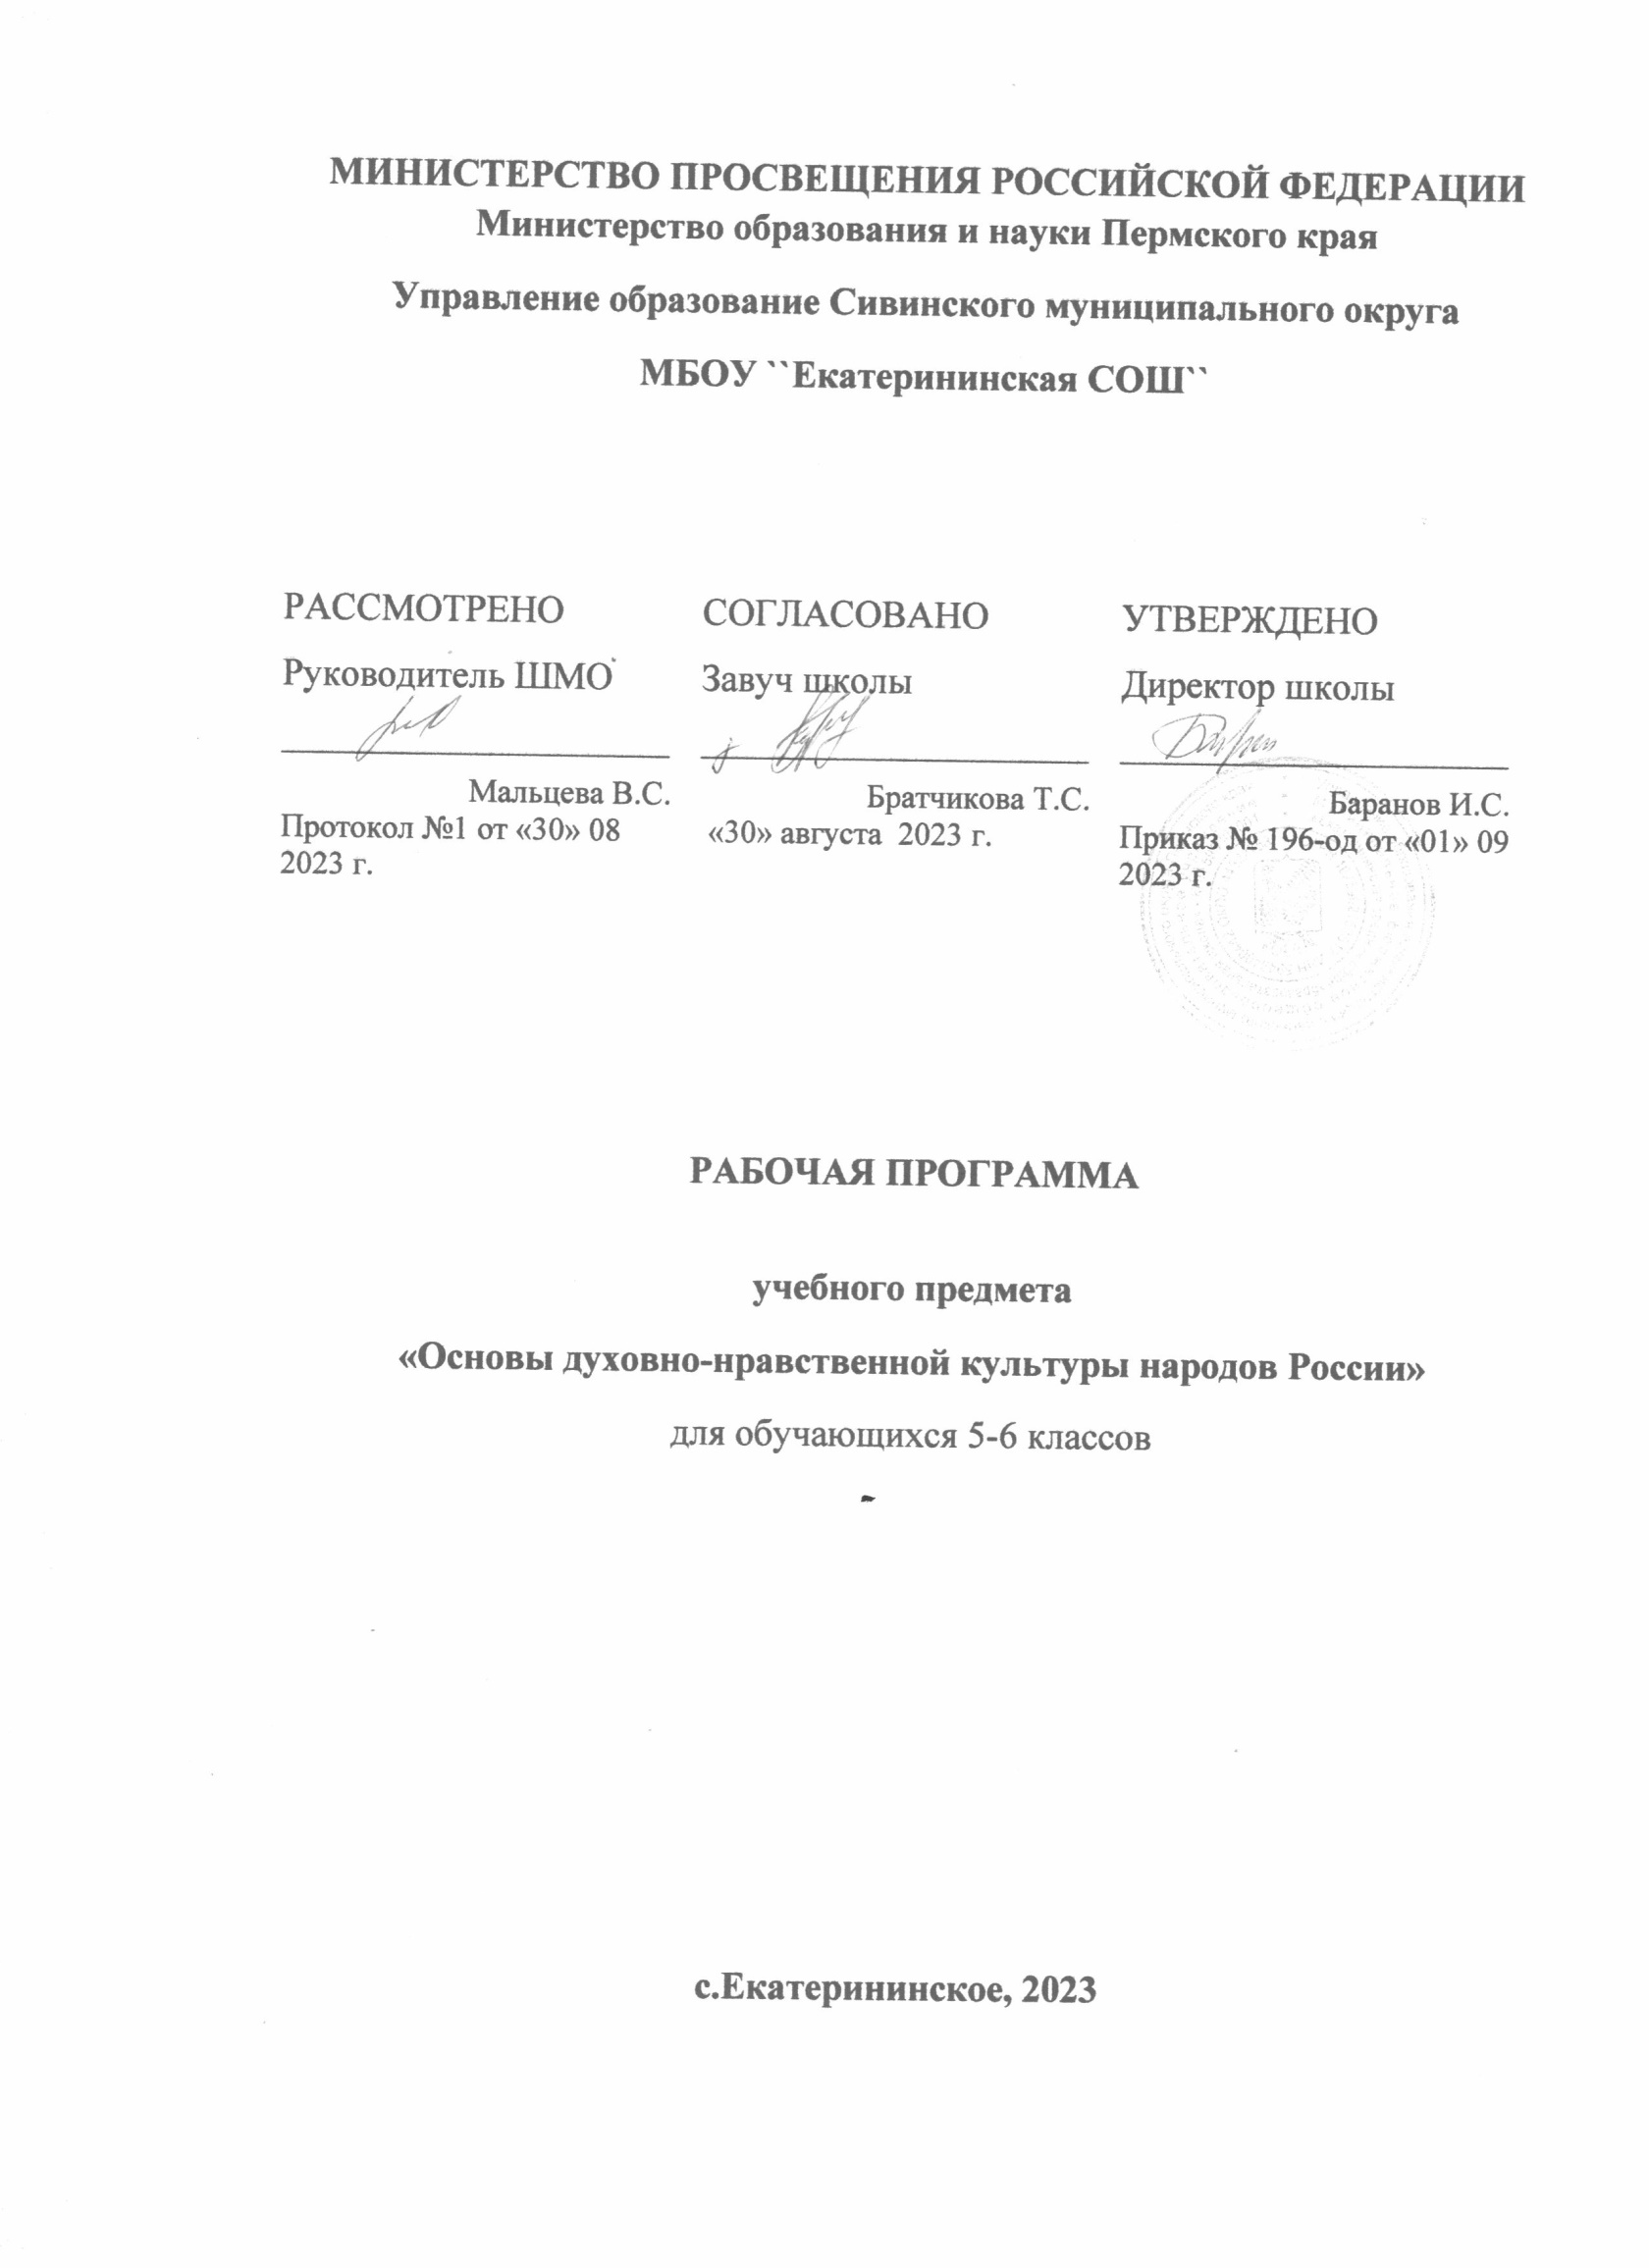 МИНИСТЕРСТВО ПРОСВЕЩЕНИЯ РОССИЙСКОЙ ФЕДЕРАЦИИ
Министерство образования и науки Пермского края
Управление образование Сивинского муниципального округа
МБОУ ``Екатерининская СОШ``
РАССМОТРЕНО
Руководитель ШМО
Мальцева В.С.
Протокол №1 от «30» 08
2023 г.
СОГЛАСОВАНО
Завуч школы
Братчикова Т.С.
«30» августа 2023 г.
УТВЕРЖДЕНО
Директор школы
Баранов И.С.
Приказ № 196-од от «01» 09
2023 г.
РАБОЧАЯ ПРОГРАММА
учебного предмета
«Основы духовно-нравственной культуры народов России»
для обучающихся 5-6 классов
с.Екатерининское, 2023